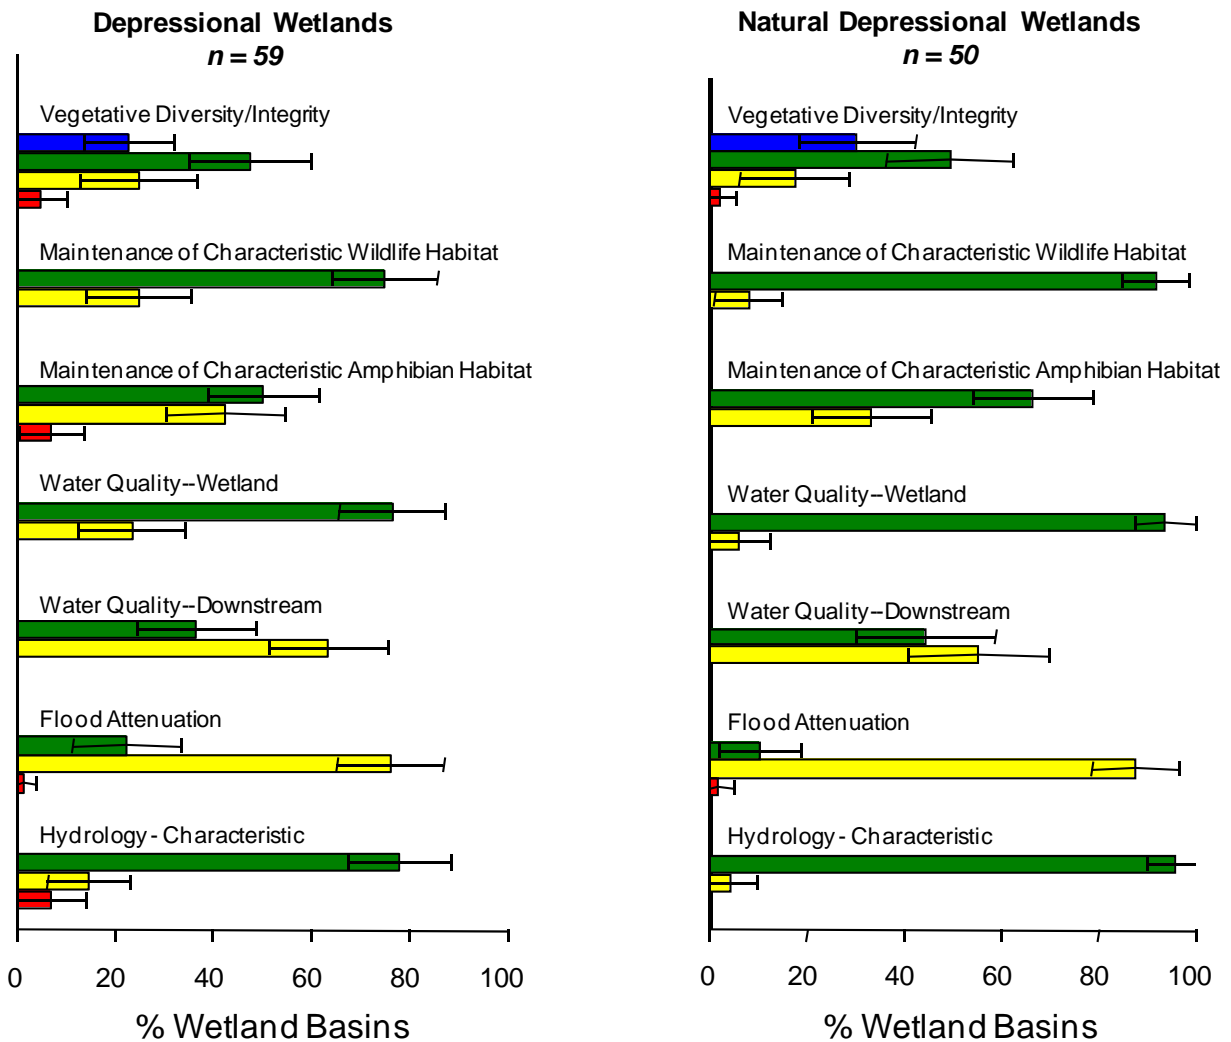 Depressional Wetlands
n = 59
Vegetative Diversity/Integrity
Maintenance of Characteristic Wildlife Habitat
Maintenance of Characteristic Amphibian Habitat
Water Quality--Wetland
Water Quality--Downstream
Flood Attenuation
Hydrology - Characteristic
0 20 40 60 80 100
% Wetland Basins
Natural Depressional Wetlands
n = 50
Vegetative Diversity/Integrity
Maintenance of Characteristic Wildlife Habitat
Maintenance of Characteristic Amphibian Habitat
Water Quality--Wetland
Water Quality--Downstream
Flood Attenuation
Hydrology - Characteristic
0 20 40 60 80 100
% Wetland Basins